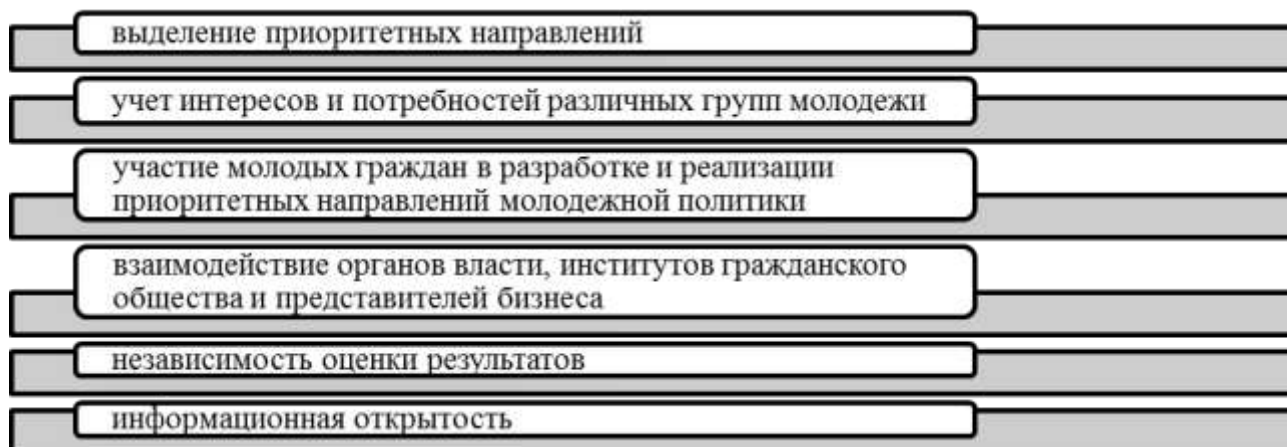 выделение приоритетных направлений
учет интересов и потребностей различных групп молодежи
участие молодых граждан в разработке и реализации
приоритетных направлений молодежной политики
взаимодействие органов власти, институтов гражданского
общества и представителей бизнеса
независимость оценки результатов
информационная открытость